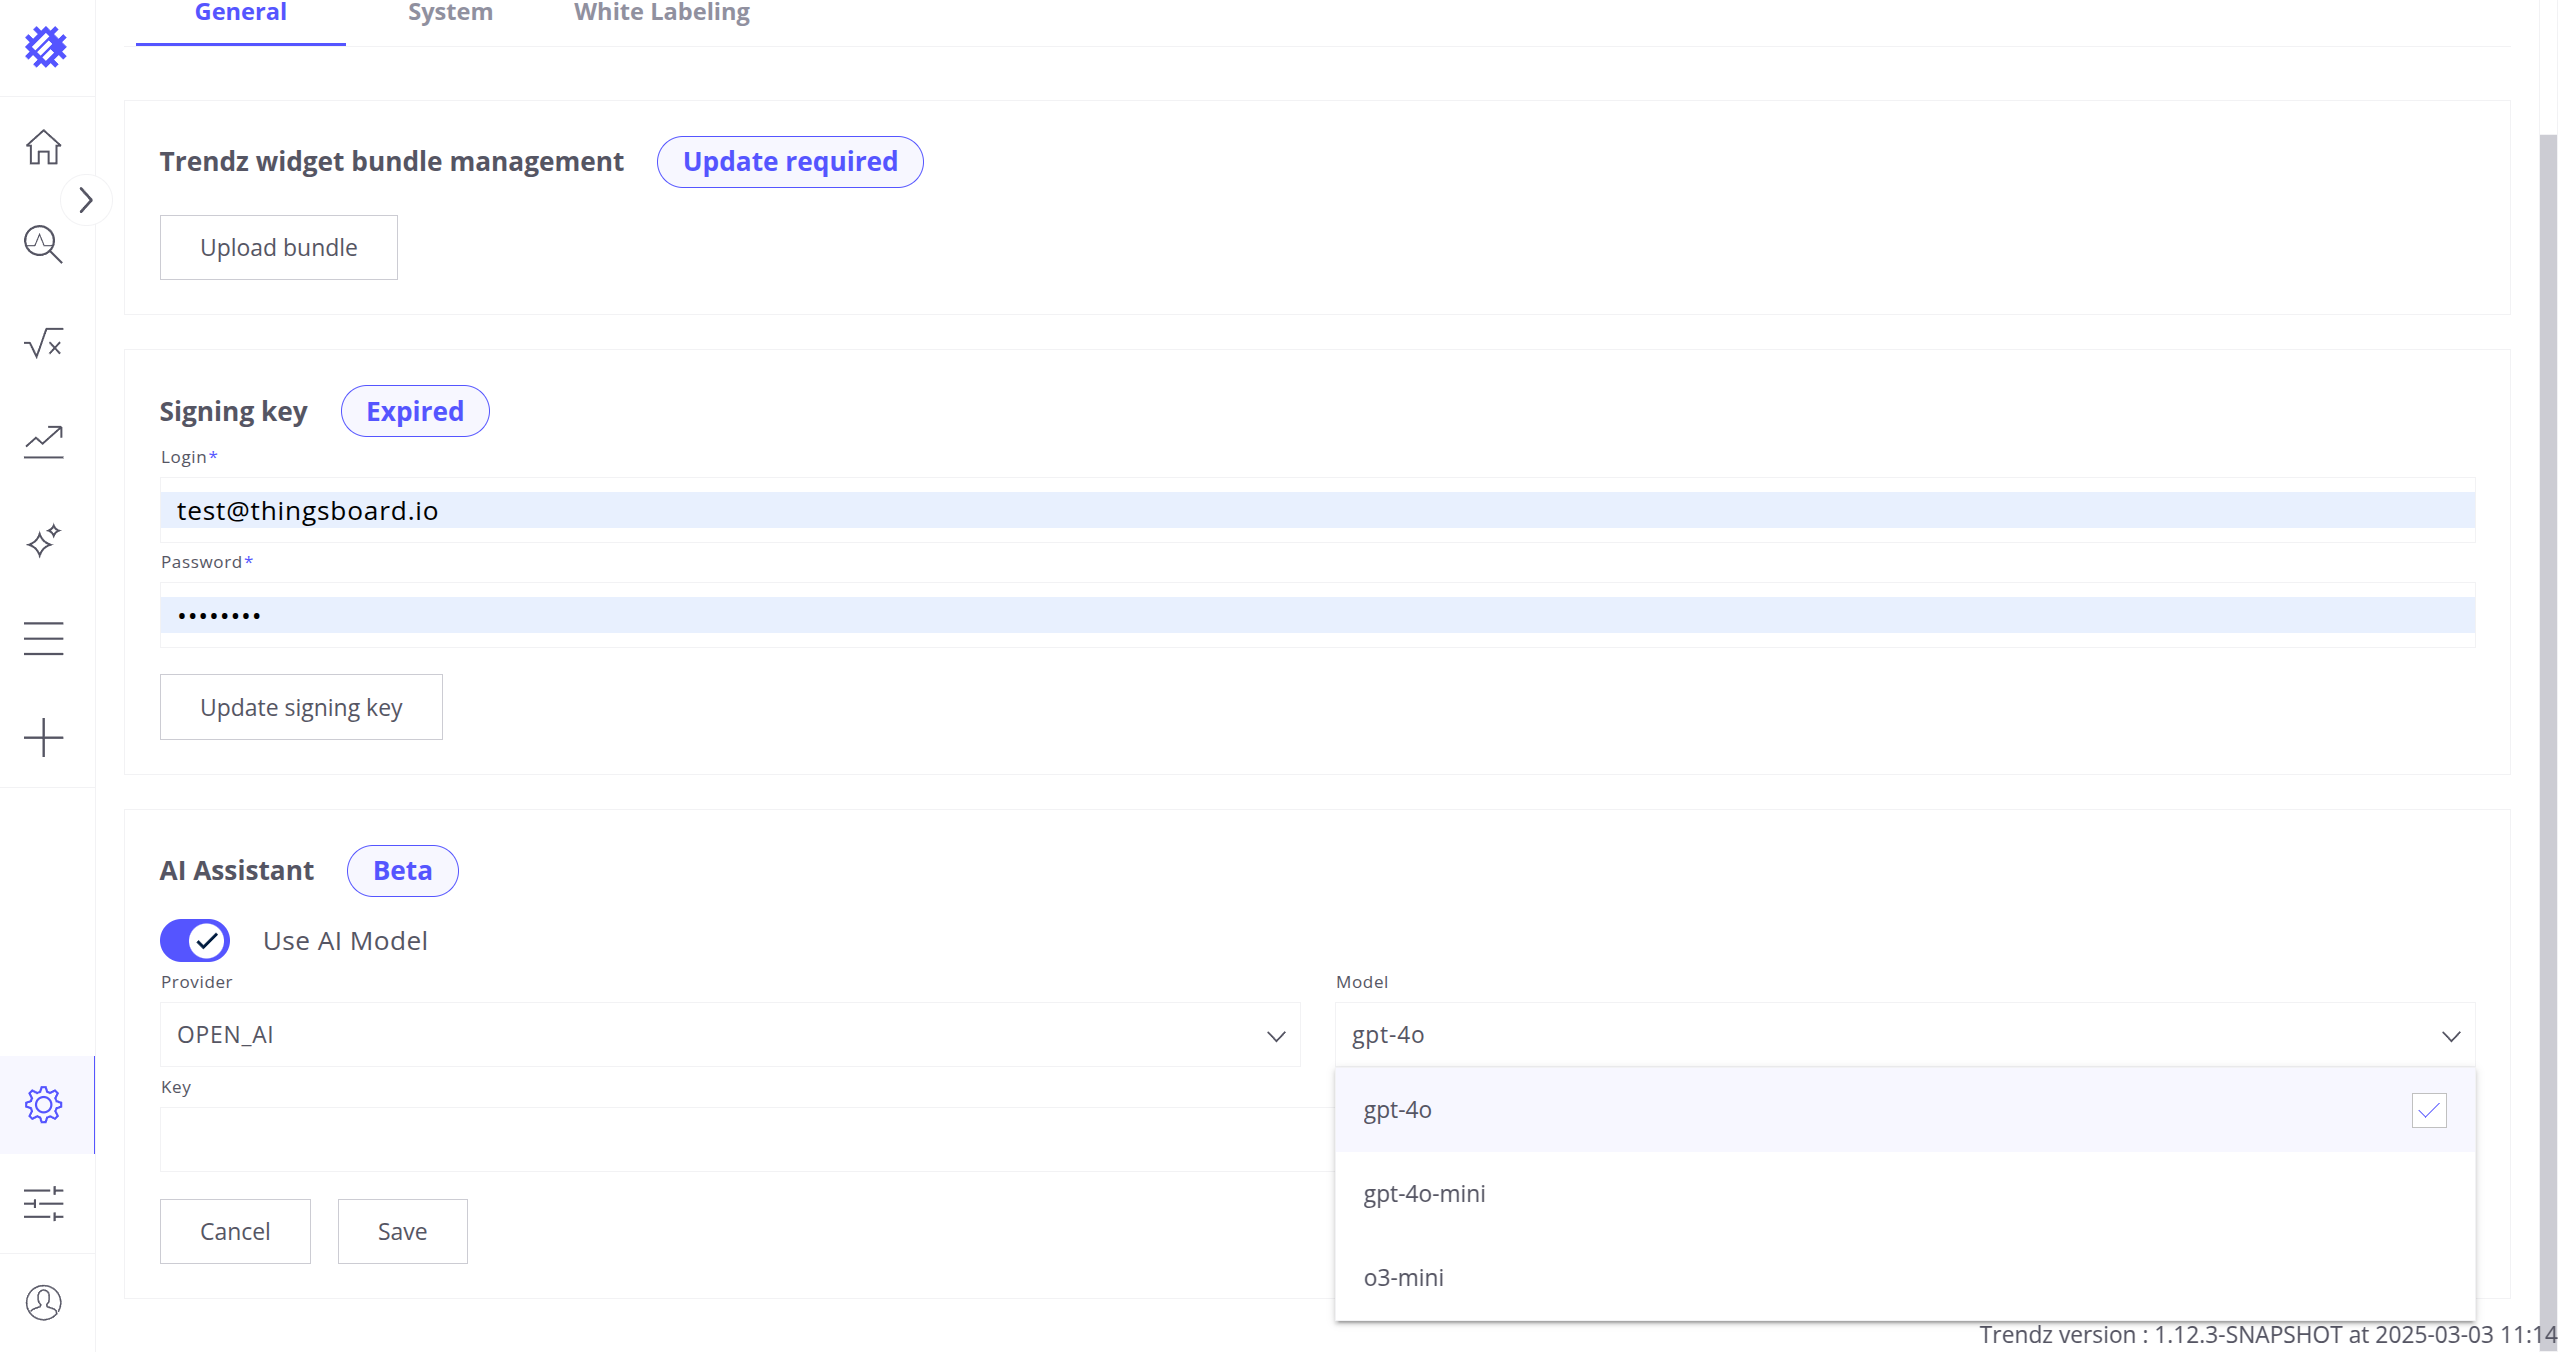 General System White Labeling
Trendz widget bundle management Update required
Upload bundle
Signing key Expired
Login*
test@thingsboard.io
Password*
••••••••
Update signing key
AI Assistant Beta
Use AI Model
Provider Model
OPEN_AI gpt-4o
Key
gpt-4o
gpt-4o-mini
o3-mini
Cancel Save
Trendz version : 1.12.3-SNAPSHOT at 2025-03-03 11:14